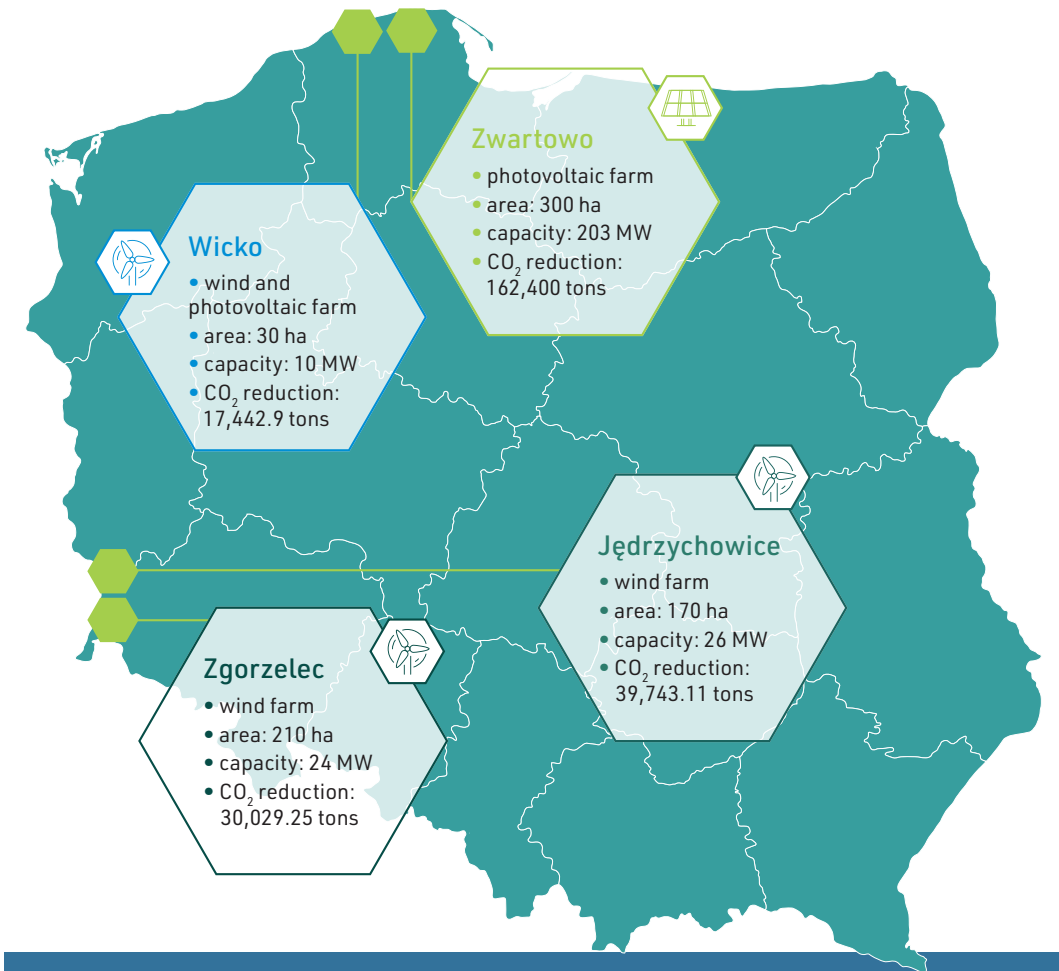 Zwartowo
• photovoltaic farm
• area: 300 ha
• capacity: 203 MW
• CO₂ reduction:
162,400 tons
Wicko
• wind and
photovoltaic farm
• area: 30 ha
• capacity: 10 MW
• CO₂ reduction:
17,442.9 tons
Jędrzychowice
• wind farm
• area: 170 ha
• capacity: 26 MW
• CO₂ reduction:
39,743.11 tons
Zgorzelec
• wind farm
• area: 210 ha
• capacity: 24 MW
• CO₂ reduction:
30,029.25 tons